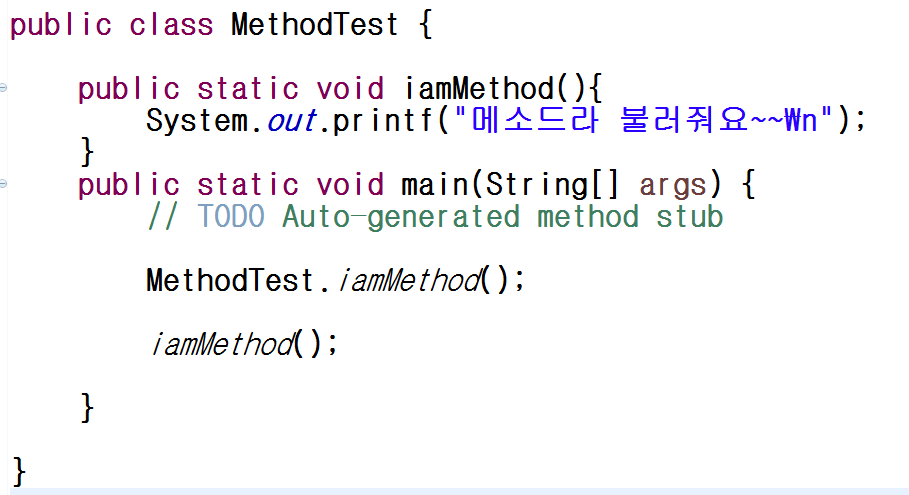 public class MethodTest {
public static void iamMethod(){
System.out.printf("메소드라 불러줘요~~₩n");
}
public static void main(String[] args) {
// TODO Auto-generated method stub
MethodTest.iamMethod();
iamMethod();
}
}